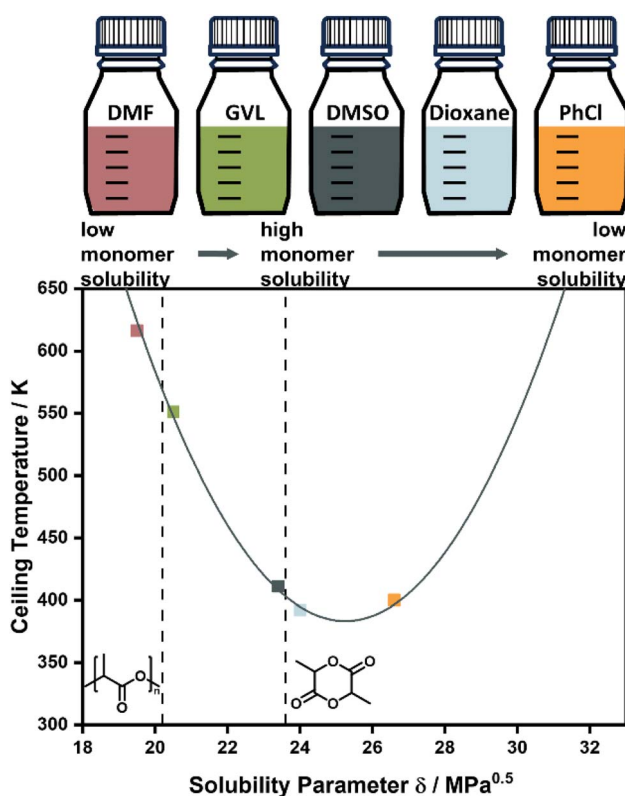 DMF GVL DMSO Dioxane PhCl
low high low
monomer monomer monomer
solubility solubility solubility
650
600
550
500
450
400
350
300
Ceiling Temperature / K
O
O
n
O
O
O
O
18 20 22 24 26 28 30 32
Solubility Parameter δ / MPa0.5